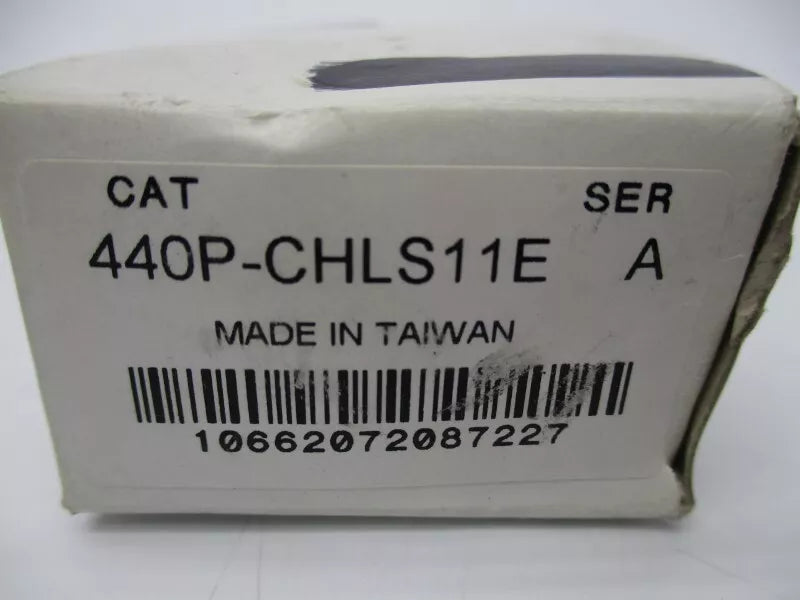 CAT SER
440P-CHLS11E A
MADE IN TAIWAN
10662072087227